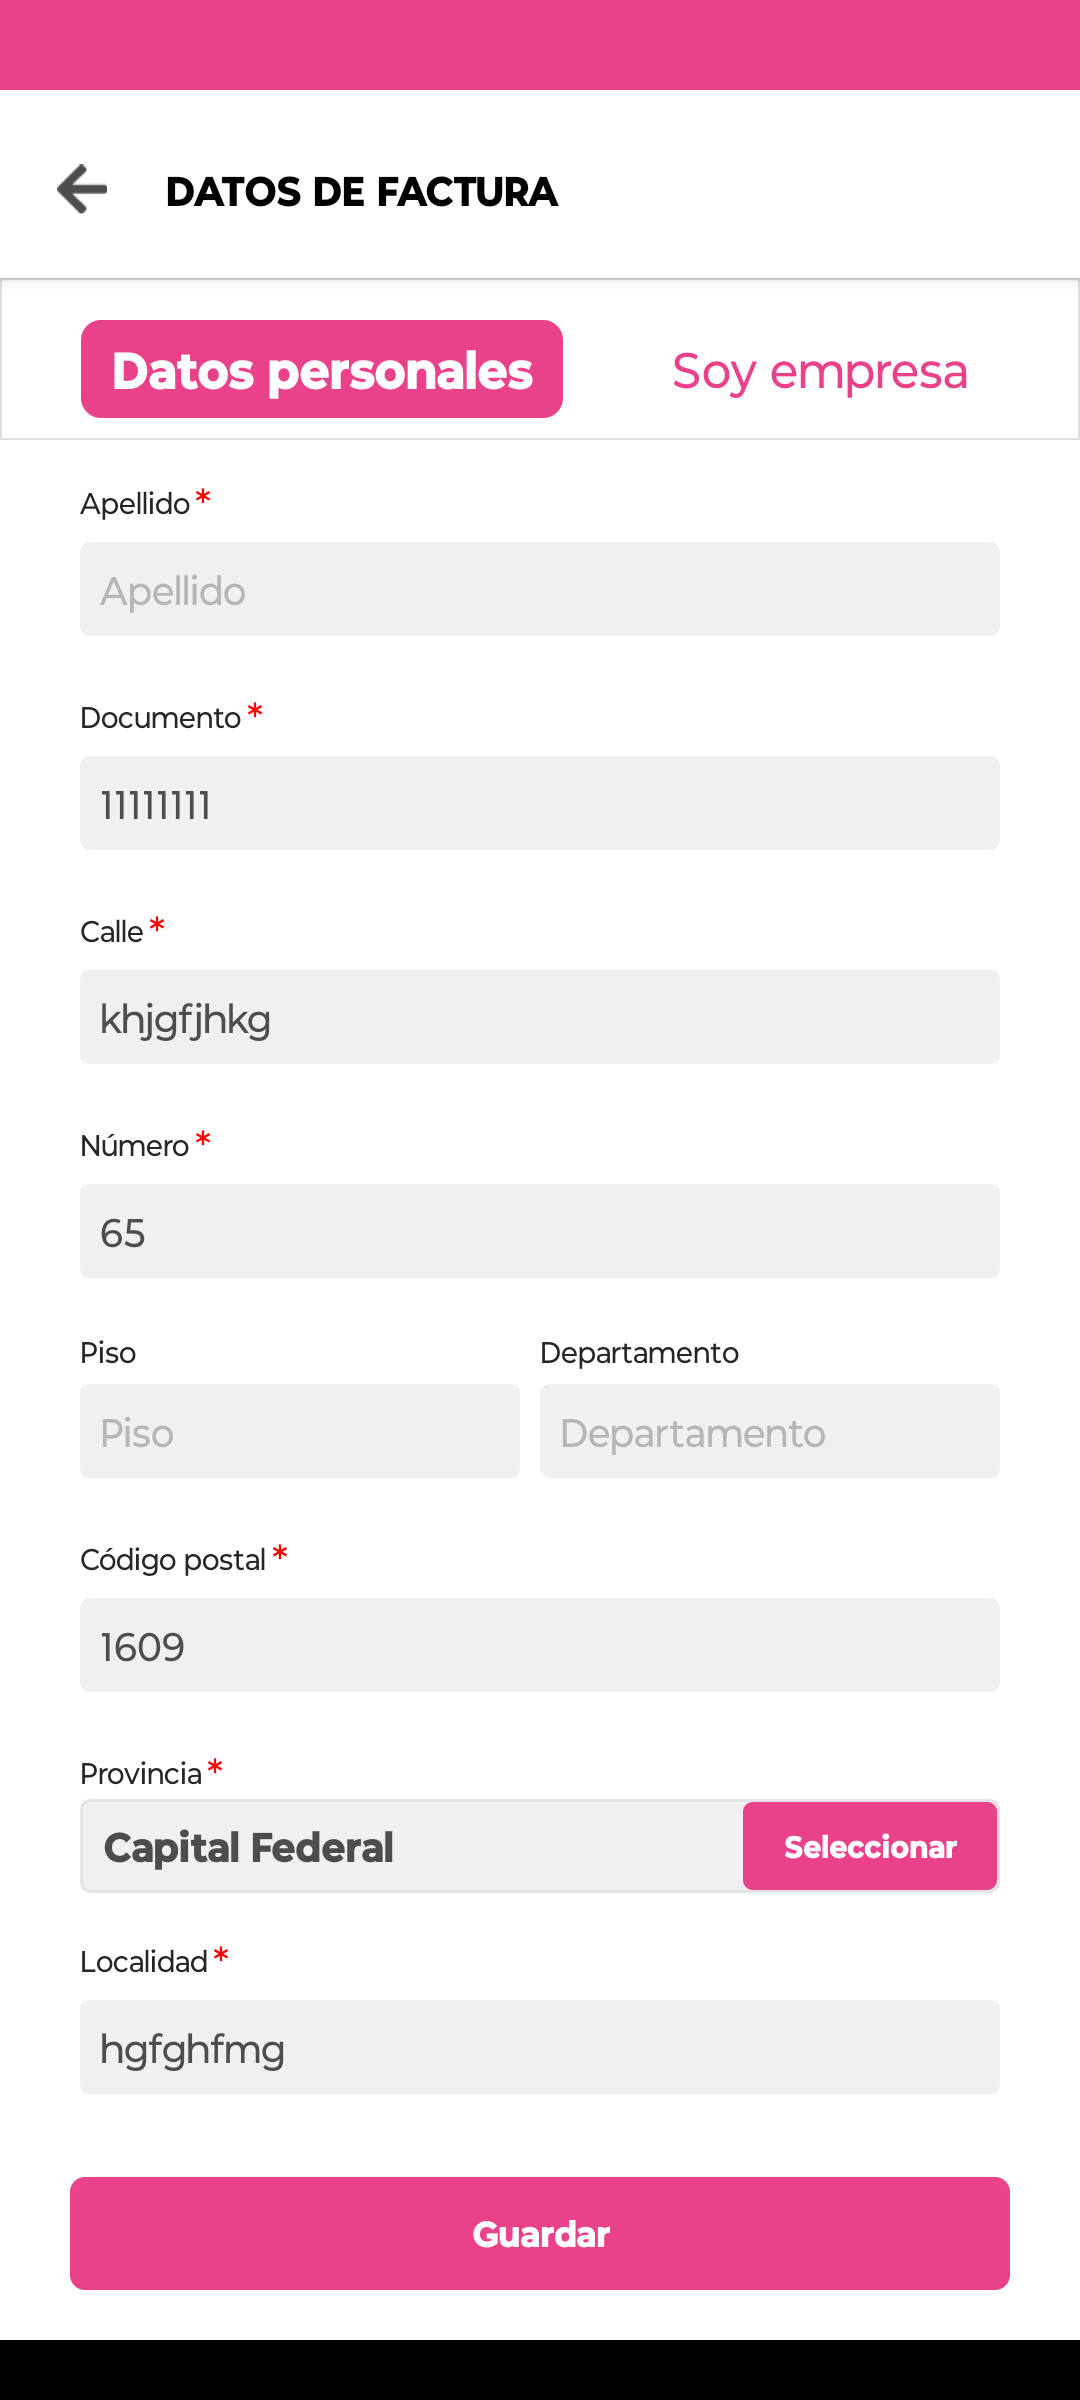 DATOS DE FACTURA
Datos personales
Soy empresa
Apellido *
Apellido
Documento *
11111111
Calle *
khjgfjhkg
Número *
65
Piso
Departamento
Piso
Departamento
Código postal *
1609
Provincia *
Capital Federal
Seleccionar
Localidad *
hgfghfmg
Guardar